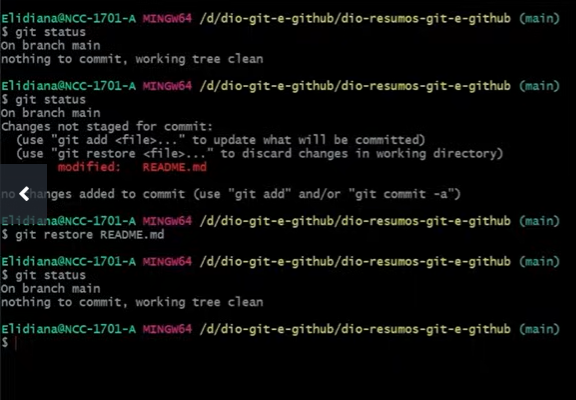 Elidiana@NCC-1701-A MINGW64 /d/dio-git-e-github/dio-resumos-git-e-github (main)
$ git status
On branch main
nothing to commit, working tree clean
Elidiana@NCC-1701-A MINGW64 /d/dio-git-e-github/dio-resumos-git-e-github (main)
$ git status
On branch main
Changes not staged for commit:
(use "git add <file>..." to update what will be committed)
(use "git restore <file>..." to discard changes in working directory)
modified: README.md
no changes added to commit (use "git add" and/or "git commit -a")
Elidiana@NCC-1701-A MINGW64 /d/dio-git-e-github/dio-resumos-git-e-github (main)
$ git restore README.md
Elidiana@NCC-1701-A MINGW64 /d/dio-git-e-github/dio-resumos-git-e-github (main)
$ git status
On branch main
nothing to commit, working tree clean
Elidiana@NCC-1701-A MINGW64 /d/dio-git-e-github/dio-resumos-git-e-github (main)
$